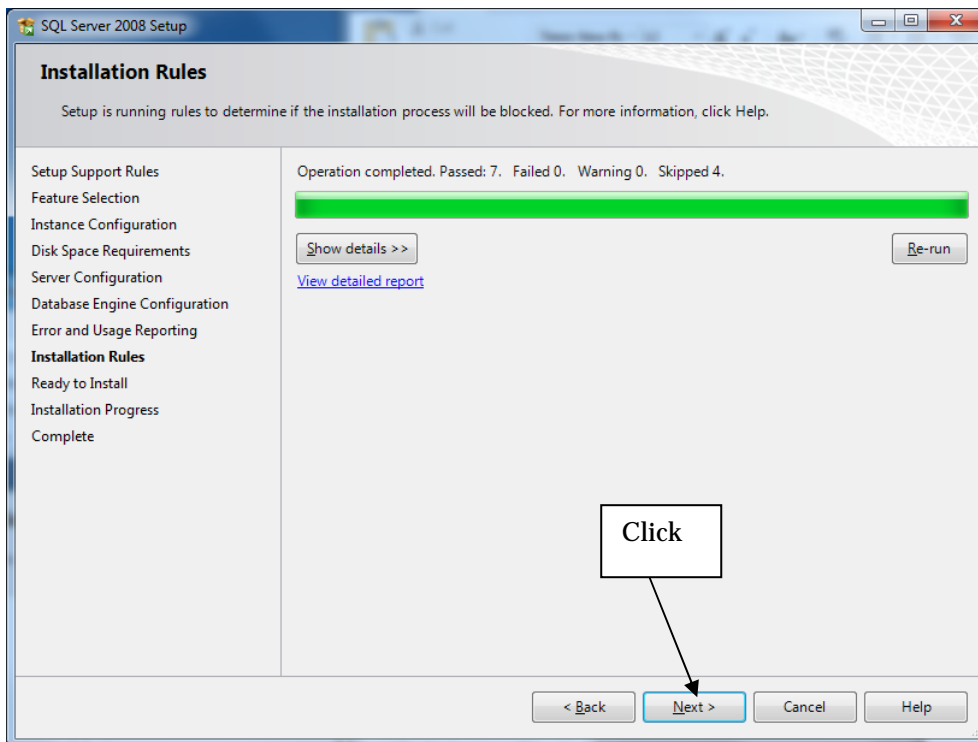 SQL Server 2008 Setup
Installation Rules
Setup is running rules to determine if the installation process will be blocked. For more information, click Help.
Setup Support Rules
Feature Selection
Instance Configuration
Disk Space Requirements
Server Configuration
Database Engine Configuration
Error and Usage Reporting
Installation Rules
Ready to Install
Installation Progress
Complete
Operation completed. Passed: 7.   Failed 0.   Warning 0.   Skipped 4.
Show details >>
Re-run
View detailed report
Click
< Back
Next >
Cancel
Help